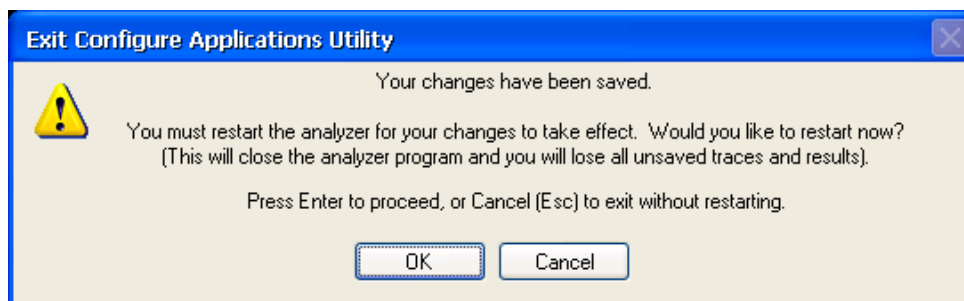 Exit Configure Applications Utility
Your changes have been saved.
You must restart the analyzer for your changes to take effect.  Would you like to restart now?
(This will close the analyzer program and you will lose all unsaved traces and results).
Press Enter to proceed, or Cancel (Esc) to exit without restarting.
OK
Cancel